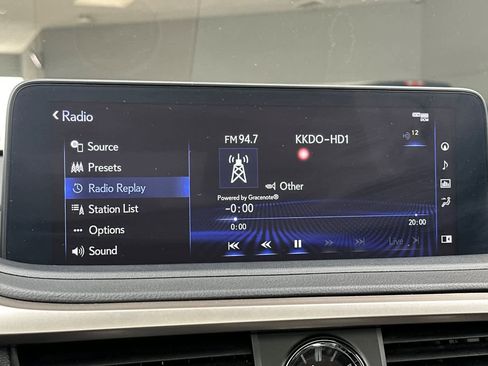 Radio
Source
Presets
Radio Replay
Station List
Options
Sound
FM 94.7
KKDO-HD1
12
Other
Powered by Gracenote®
-0:00
0:00
20:00
Live